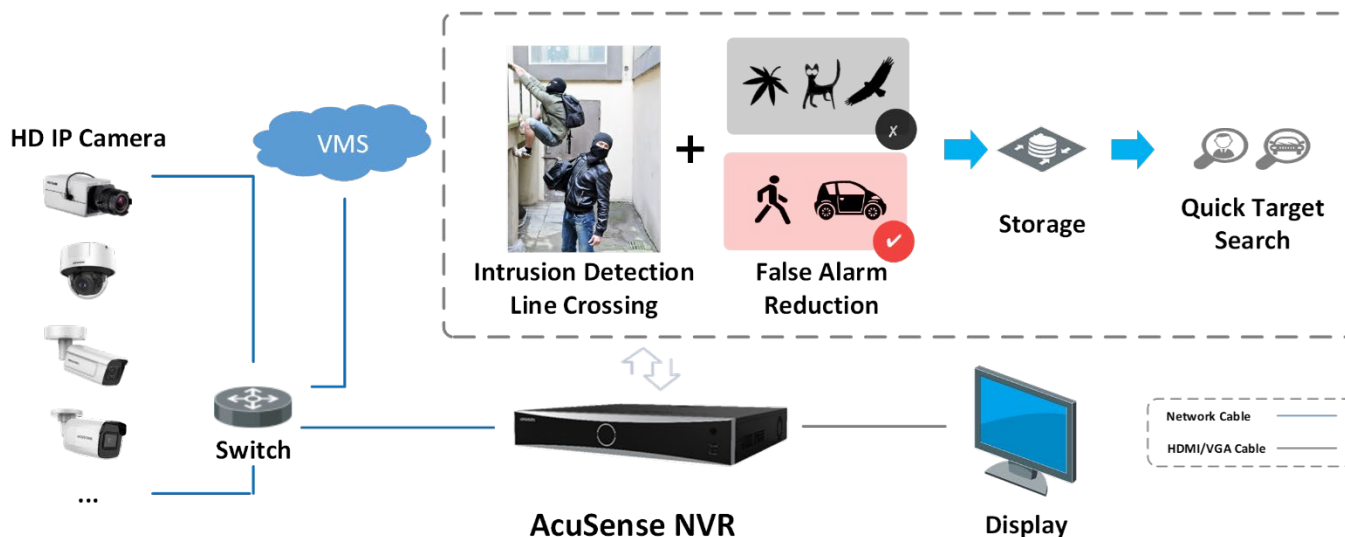 HD IP Camera
VMS
Intrusion Detection
Line Crossing
+
False Alarm
Reduction
Storage
Quick Target
Search
Switch
...
AcuSense NVR
Display
Network Cable
HDMI/VGA Cable